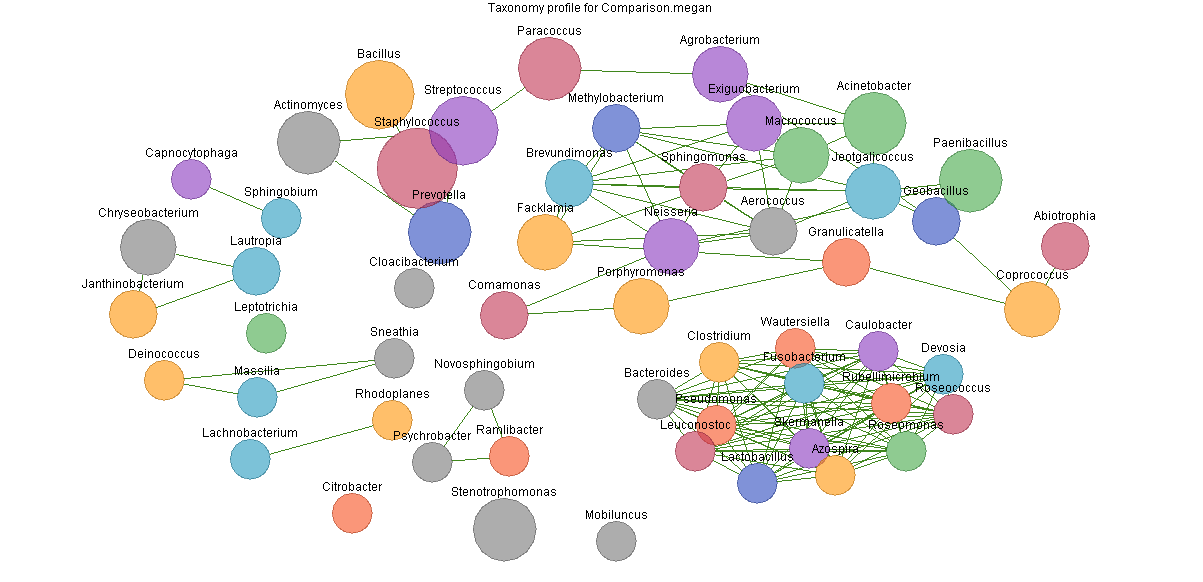 Taxonomy profile for Comparison.megan
Paracoccus
Agrobacterium
Bacillus
Streptococcus
Exiguobacterium
Acinetobacter
Methylobacterium
Actinomyces
Staphylococcus
Macrococcus
Paenibacillus
Capnocytophaga
Brevundimonas
Sphingomonas
Jeotgalicoccus
Sphingobium
Prevotella
Geobacillus
Chryseobacterium
Facklamia
Neisseria
Aerococcus
Abiotrophia
Lautropia
Granulicatella
Cloacibacterium
Porphyromonas
Coprococcus
Janthinobacterium
Comamonas
Leptotrichia
Sneathia
Wautersiella
Caulobacter
Clostridium
Deinococcus
Fusobacterium
Devosia
Novosphingobium
Massilia
Bacteroides
Rubellimicrobium
Roseococcus
Rhodoplanes
Pseudomonas
Lachnobacterium
Psychrobacter
Ramlibacter
Leuconostoc
Skermanella
Roseomonas
Azospira
Lactobacillus
Citrobacter
Stenotrophomonas
Mobiluncus